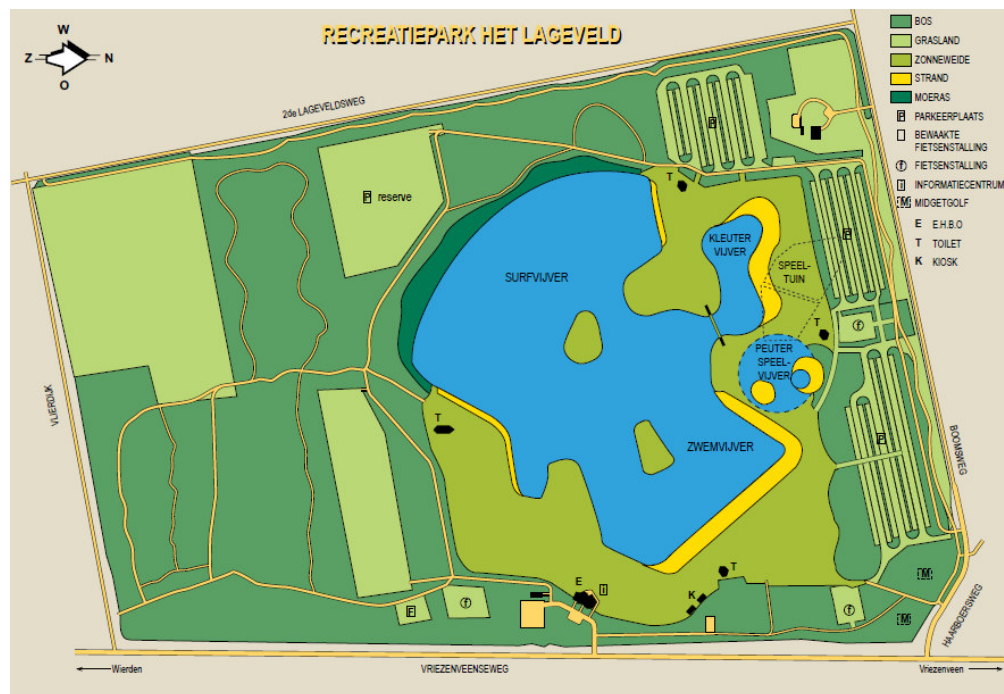 RECREATIEPARK HET LAGEVELD
W
Z
N
O
2de LAGEVELDSWEG
BOS
GRASLAND
ZONNEWEIDE
STRAND
MOERAS
P PARKEERPLAATS
BEWAAKTE
FIETSENSTALLING
f FIETSENSTALLING
i INFORMATIECENTRUM
M MIDGETGOLF
E E.H.B.O
T TOILET
K KIOSK
P
P reserve
T
KLEUTER
VIJVER
P
SURFVIJVER
SPEEL-
TUIN
f
T
PEUTER
SPEEL-
VIJVER
VLIERDIJK
T
ZWEMVIJVER
P
BOOMSWEG
T
M
E
i
K
P
f
f
M
HAARBOERSWEG
Wierden
VRIEZENVEENSEWEG
Vriezenveen